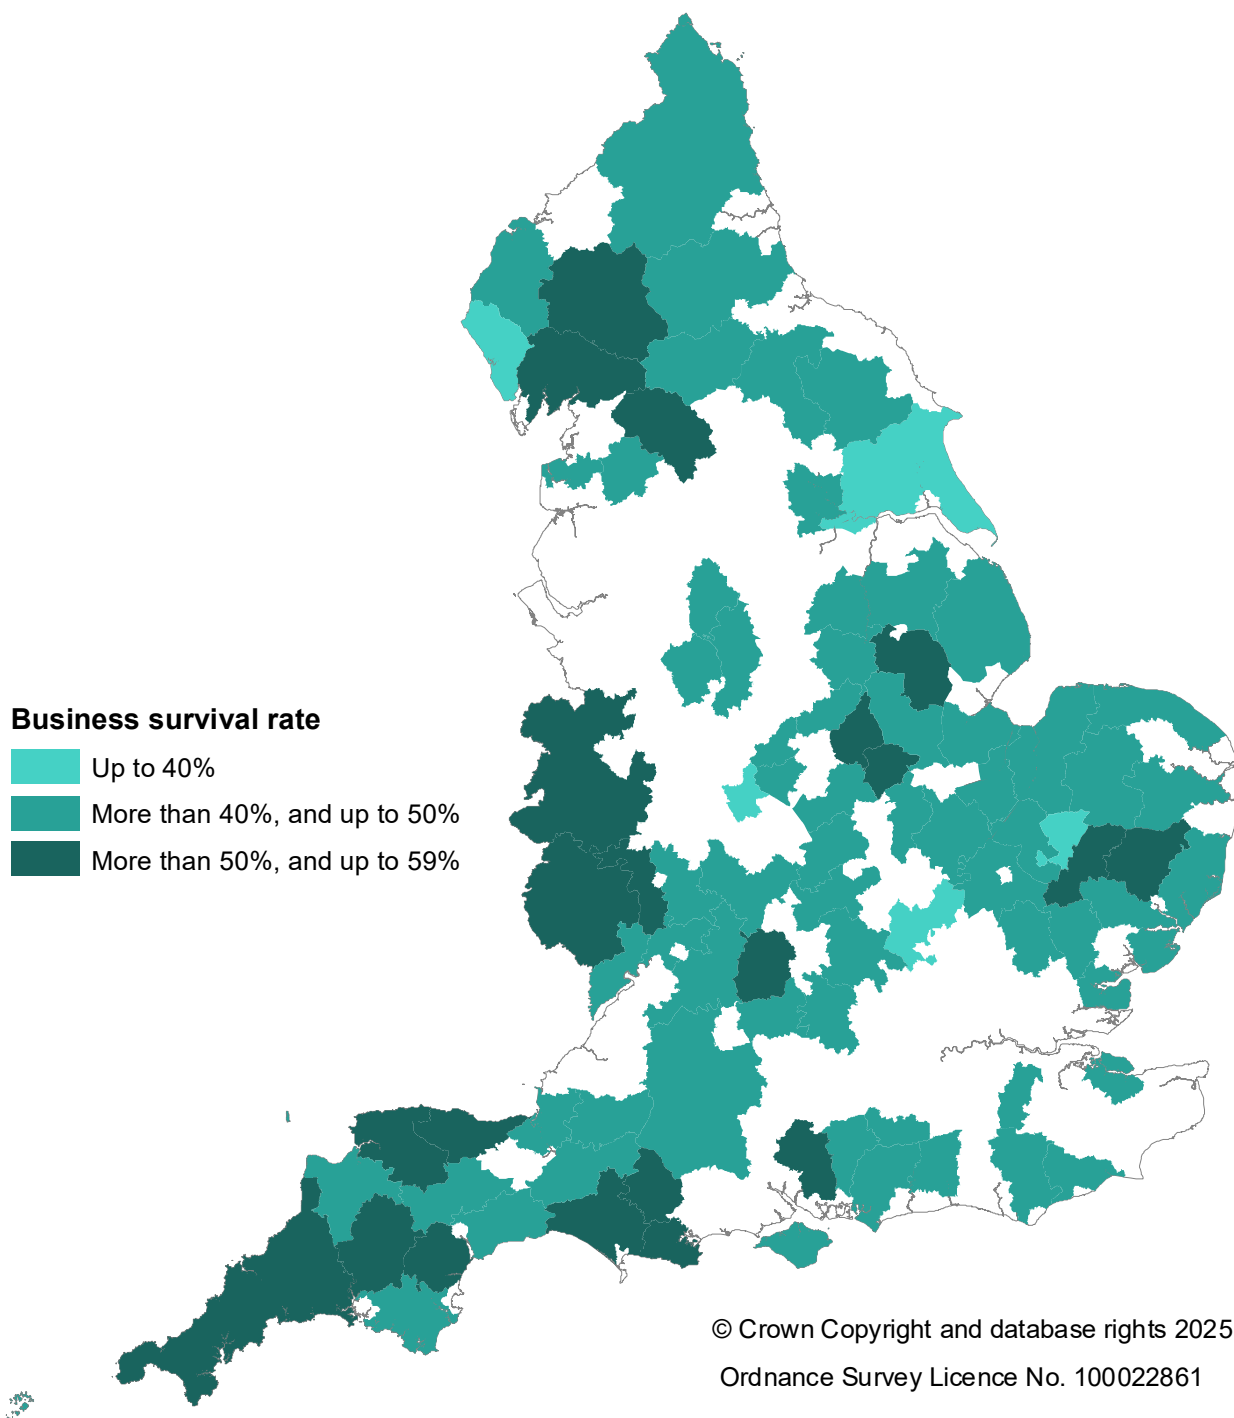 Business survival rate
Up to 40%
More than 40%, and up to 50%
More than 50%, and up to 59%
© Crown Copyright and database rights 2025
Ordnance Survey Licence No. 100022861